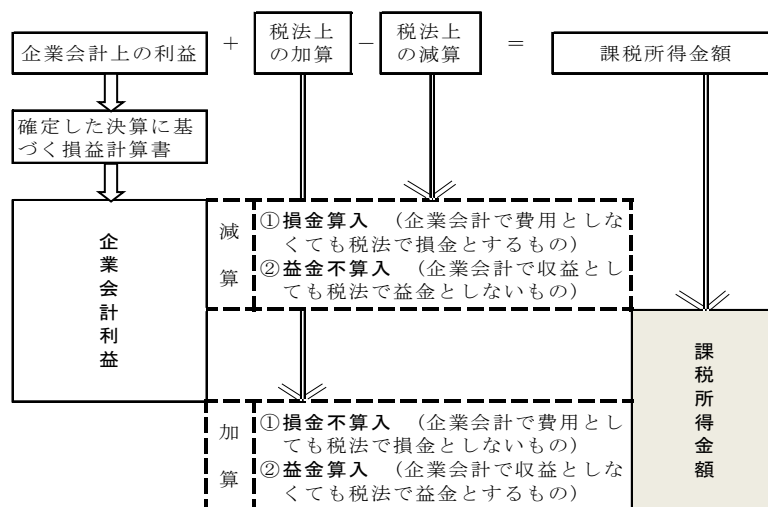 企業会計上の利益 + 税法上の加算 - 税法上の減算 = 課税所得金額
確定した決算に基
づく損益計算書
企業会計利益
減算
①損金算入 (企業会計で費用としな
くても税法で損金とするもの)
②益金不算入 (企業会計で収益とし
ても税法で益金としないもの)
加算
①損金不算入 (企業会計で費用とし
ても税法で損金としないもの)
②益金算入 (企業会計で収益としな
くても税法で益金とするもの)
課税所得金額